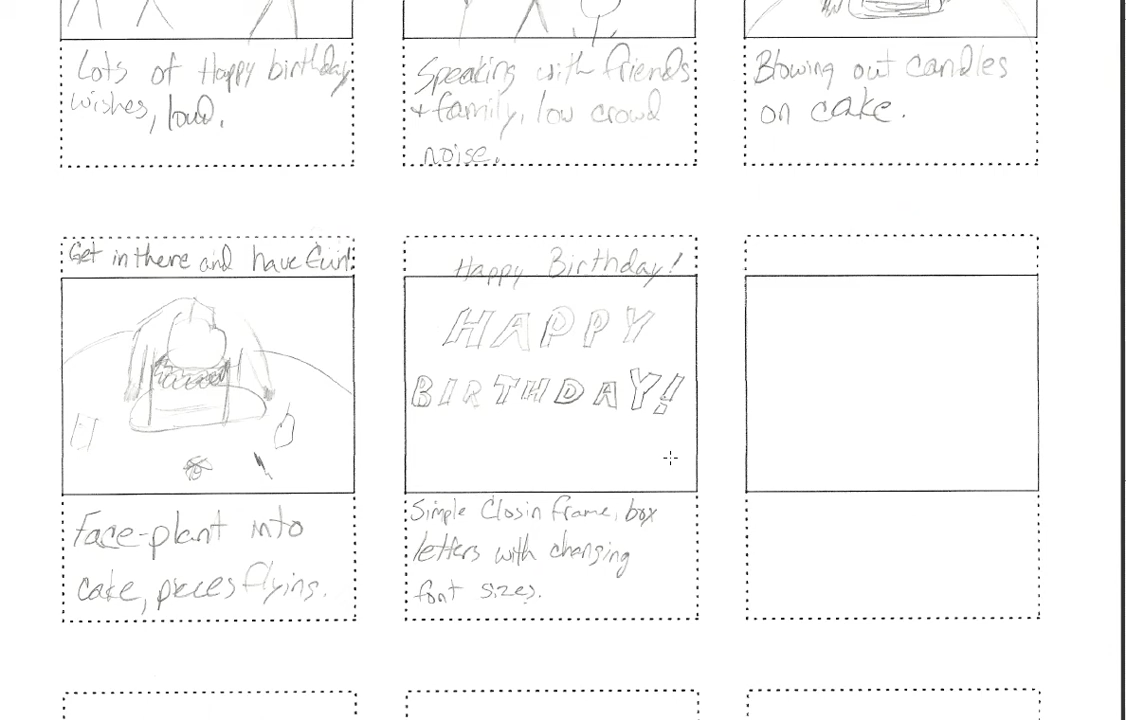 Lots of Happy birthday
wishes, loud.
Speaking with friends
+ family, low crowd
noise.
Blowing out candles
on cake.
Get in there and have fun!
Face-plant into
cake, pieces flying.
Happy Birthday!
HAPPY
BIRTHDAY!
Simple Closin frame, box
letters with changing
font sizes.